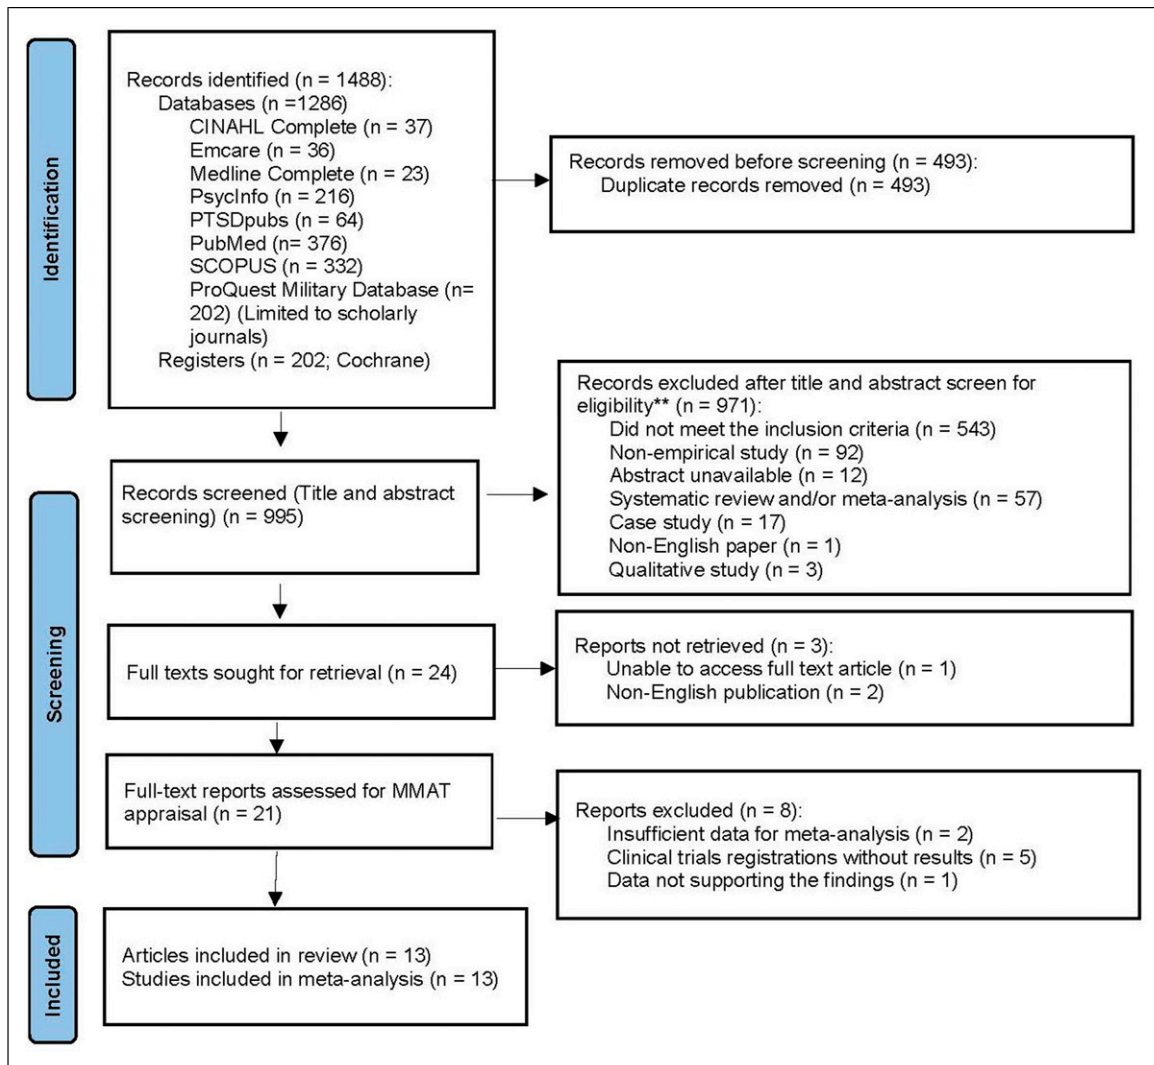 Identification
Records identified (n = 1488):
Databases (n =1286)
CINAHL Complete (n = 37)
Emcare (n = 36)
Medline Complete (n = 23)
PsycInfo (n = 216)
PTSDpubs (n = 64)
PubMed (n= 376)
SCOPUS (n = 332)
ProQuest Military Database (n=
202) (Limited to scholarly
journals)
Registers (n = 202; Cochrane)
Records removed before screening (n = 493):
Duplicate records removed (n = 493)
Screening
Records screened (Title and abstract
screening) (n = 995)
Records excluded after title and abstract screen for
eligibility** (n = 971):
Did not meet the inclusion criteria (n = 543)
Non-empirical study (n = 92)
Abstract unavailable (n = 12)
Systematic review and/or meta-analysis (n = 57)
Case study (n = 17)
Non-English paper (n = 1)
Qualitative study (n = 3)
Full texts sought for retrieval (n = 24)
Reports not retrieved (n = 3):
Unable to access full text article (n = 1)
Non-English publication (n = 2)
Full-text reports assessed for MMAT
appraisal (n = 21)
Reports excluded (n = 8):
Insufficient data for meta-analysis (n = 2)
Clinical trials registrations without results (n = 5)
Data not supporting the findings (n = 1)
Included
Articles included in review (n = 13)
Studies included in meta-analysis (n = 13)